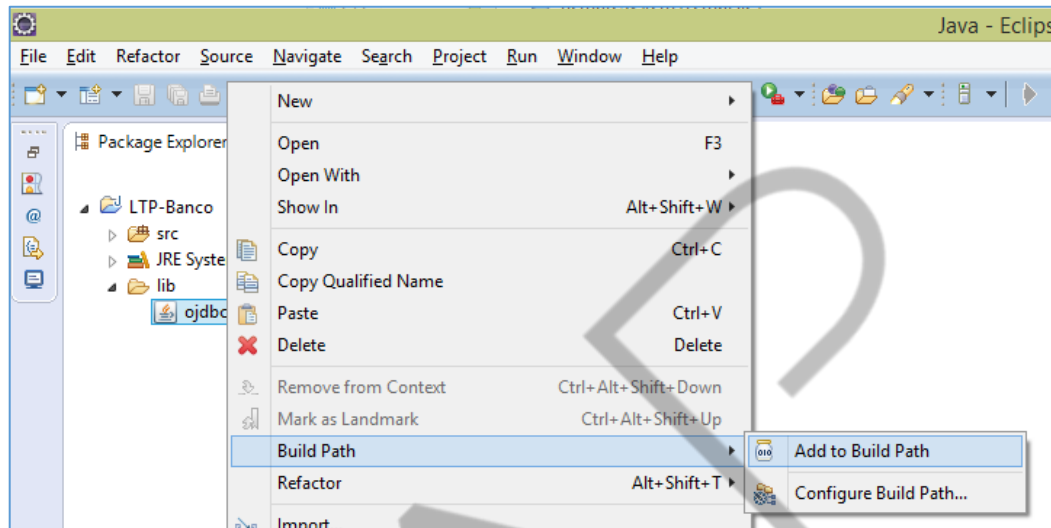 Java - Eclips
File Edit Refactor Source Navigate Search Project Run Window Help
Package Explorer
LTP-Banco
src
JRE Syste
lib
ojdbc
New
Open F3
Open With
Show In Alt+Shift+W
Copy Ctrl+C
Copy Qualified Name
Paste Ctrl+V
Delete Delete
Remove from Context Ctrl+Alt+Shift+Down
Mark as Landmark Ctrl+Alt+Shift+Up
Build Path
Refactor Alt+Shift+T
Import...
Add to Build Path
Configure Build Path...